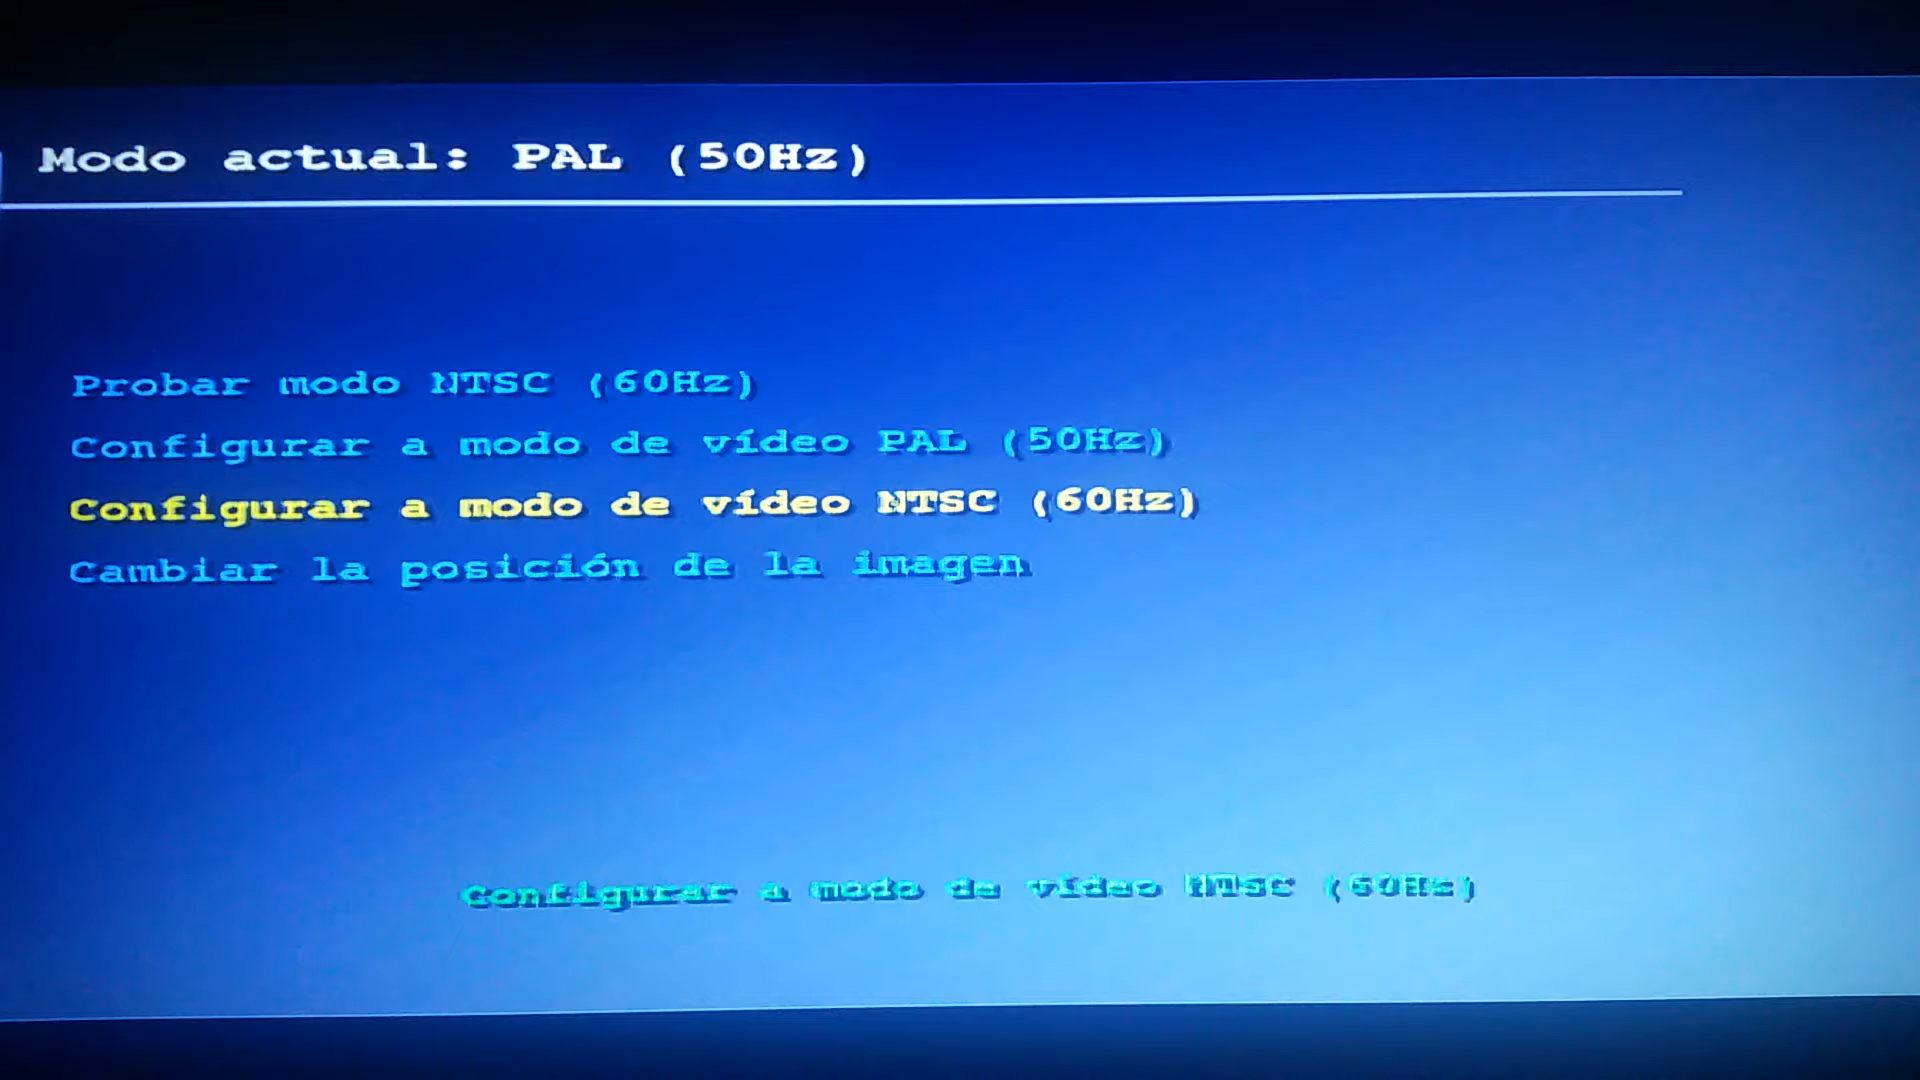 Modo actual: PAL (50Hz)
Probar modo NTSC (60Hz)
Configurar a modo de vídeo PAL (50Hz)
Configurar a modo de vídeo NTSC (60Hz)
Cambiar la posición de la imagen
Configurar a modo de vídeo NTSC (60Hz)